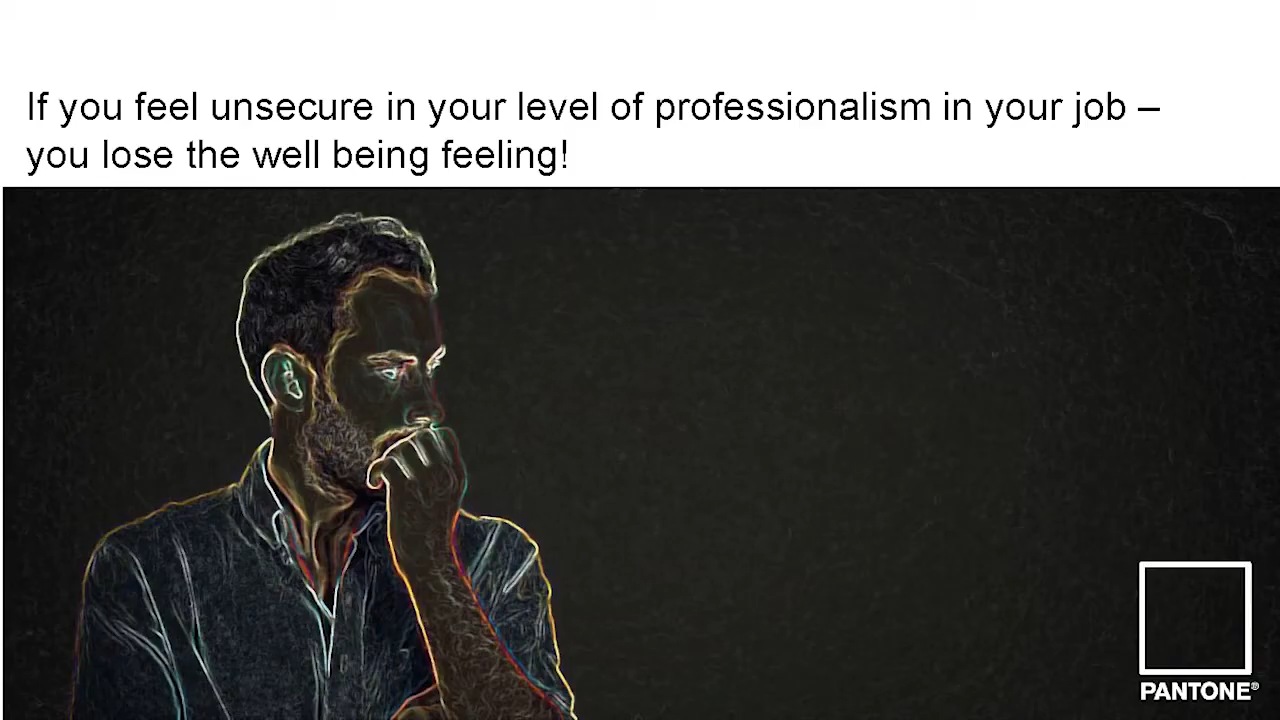 If you feel unsecure in your level of professionalism in your job –
you lose the well being feeling!
PANTONE®